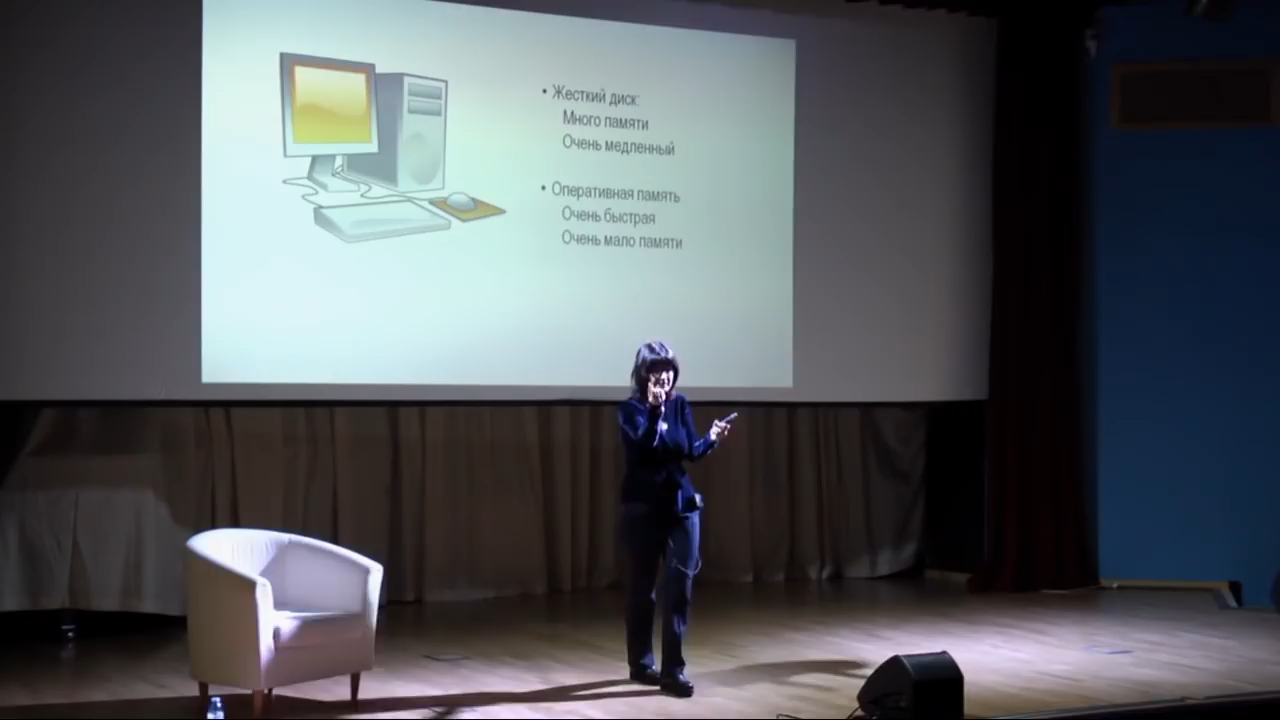 • Жесткий диск:
Много памяти
Очень медленный
• Оперативная память
Очень быстрая
Очень мало памяти